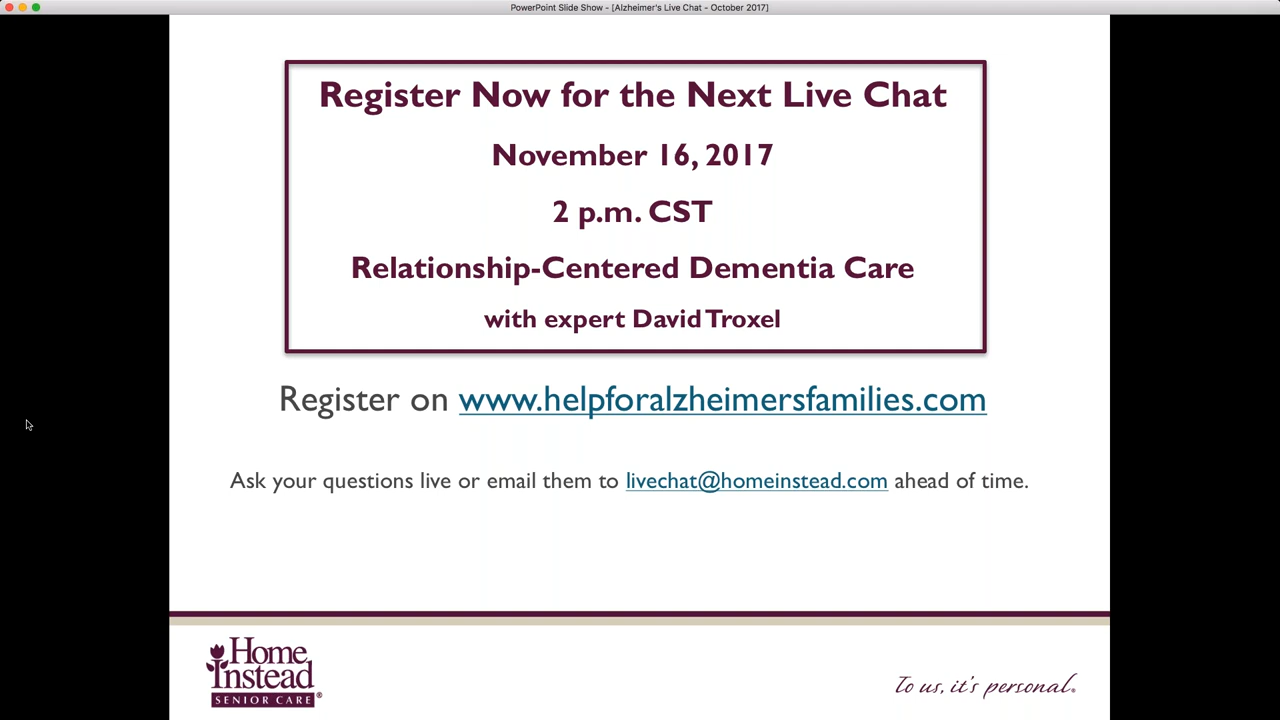 PowerPoint Slide Show - [Alzheimer's Live Chat - October 2017]
Register Now for the Next Live Chat
November 16, 2017
2 p.m. CST
Relationship-Centered Dementia Care
with expert David Troxel
Register on www.helpforalzheimersfamilies.com
Ask your questions live or email them to livechat@homeinstead.com ahead of time.
Home
Instead
SENIOR CARE®
To us, it's personal.